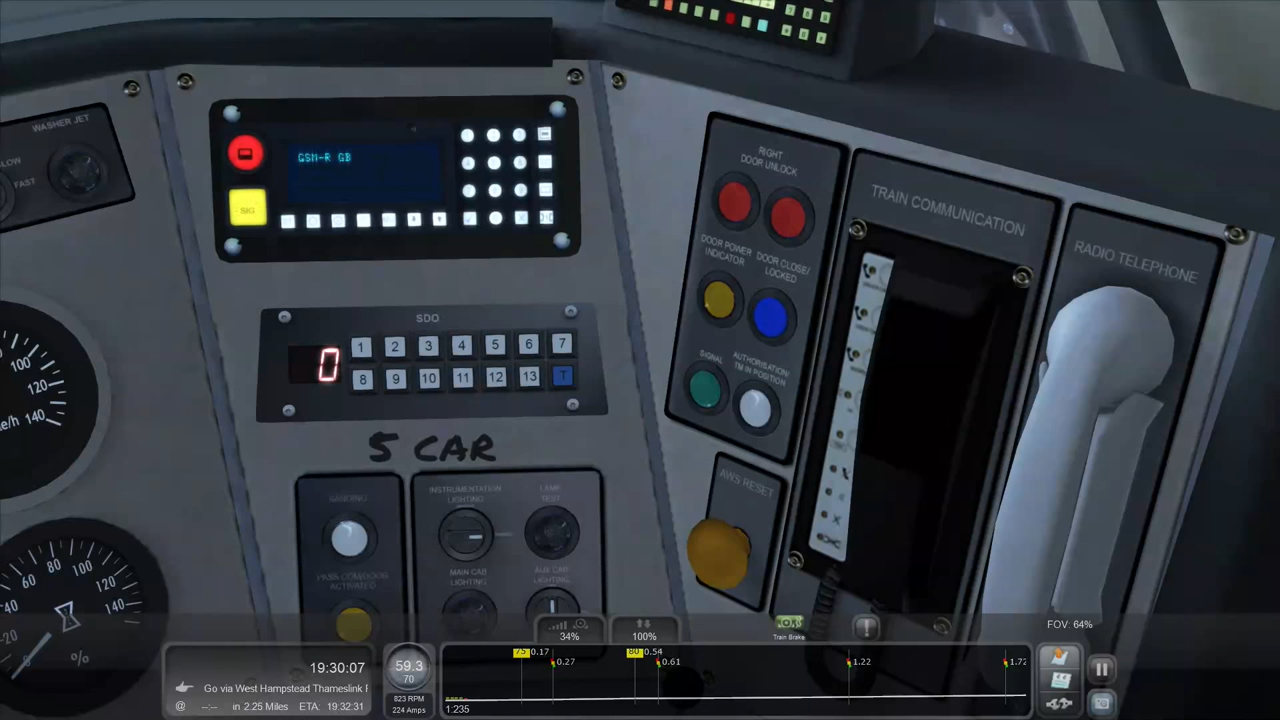 WASHER JET
FAST
GSM-R GB
SIG
RIGHT
DOOR UNLOCK
DOOR POWER
INDICATOR
DOOR CLOSE/
LOCKED
SIGNAL
AUTHORISATION/
TM IN POSITION
TRAIN COMMUNICATION
RADIO TELEPHONE
SDO
0
1 2 3 4 5 6 7
8 9 10 11 12 13 T
5 CAR
100
120
140
SANDING
INSTRUMENTATION
LIGHTING
LAMP
TEST
AWS RESET
PASS COM/DOOR
ACTIVATED
MAIN CAB
LIGHTING
AUX CAB
LIGHTING
20
40
60
80
100
120
140
%
34%
100%
Train Brake
FOV: 64%
19:30:07
Go via West Hampstead Thameslink
@ --:-- in 2.25 Miles ETA: 19:32:31
59.3
70
823 RPM
224 Amps
75 0.17
0.27
80 0.54
0.61
1.22
1.72
1:235